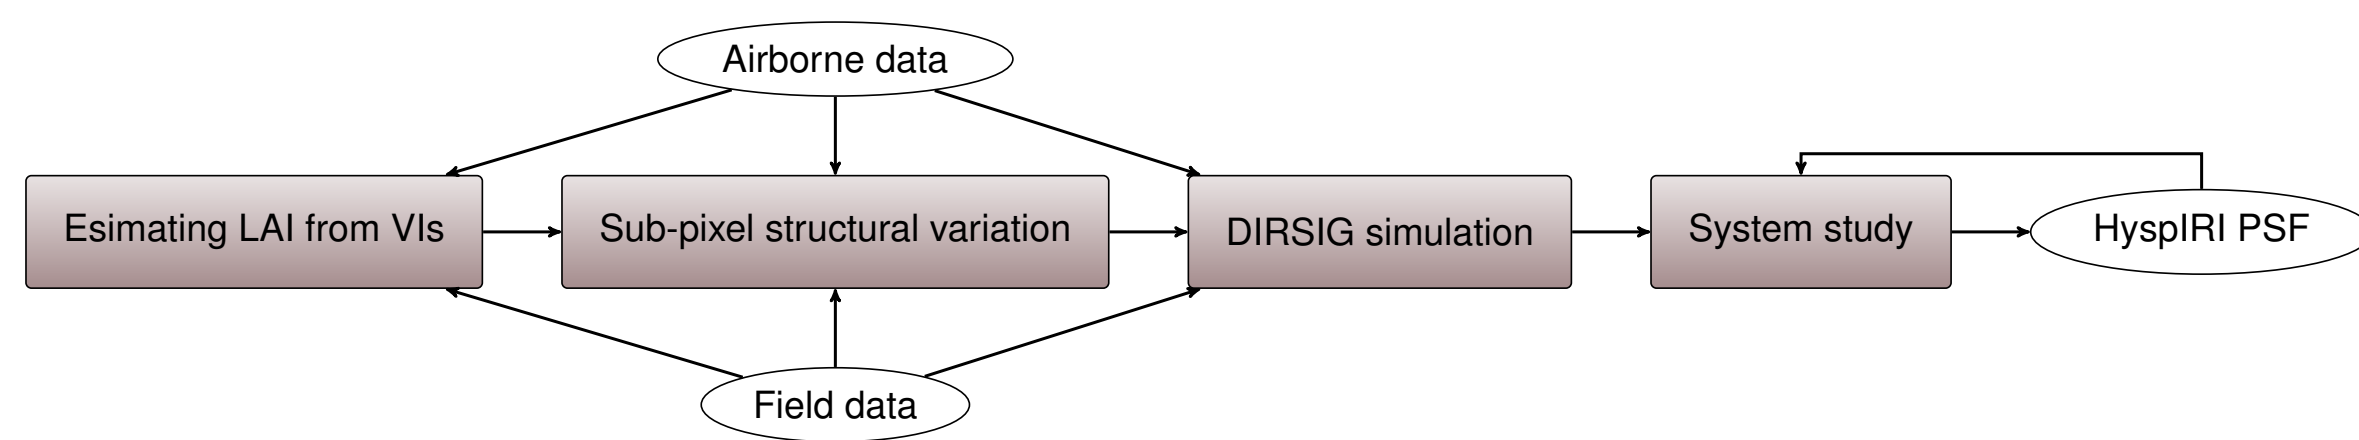 Airborne data
Esimating LAI from VIs
Sub-pixel structural variation
DIRSIG simulation
System study
HyspIRI PSF
Field data